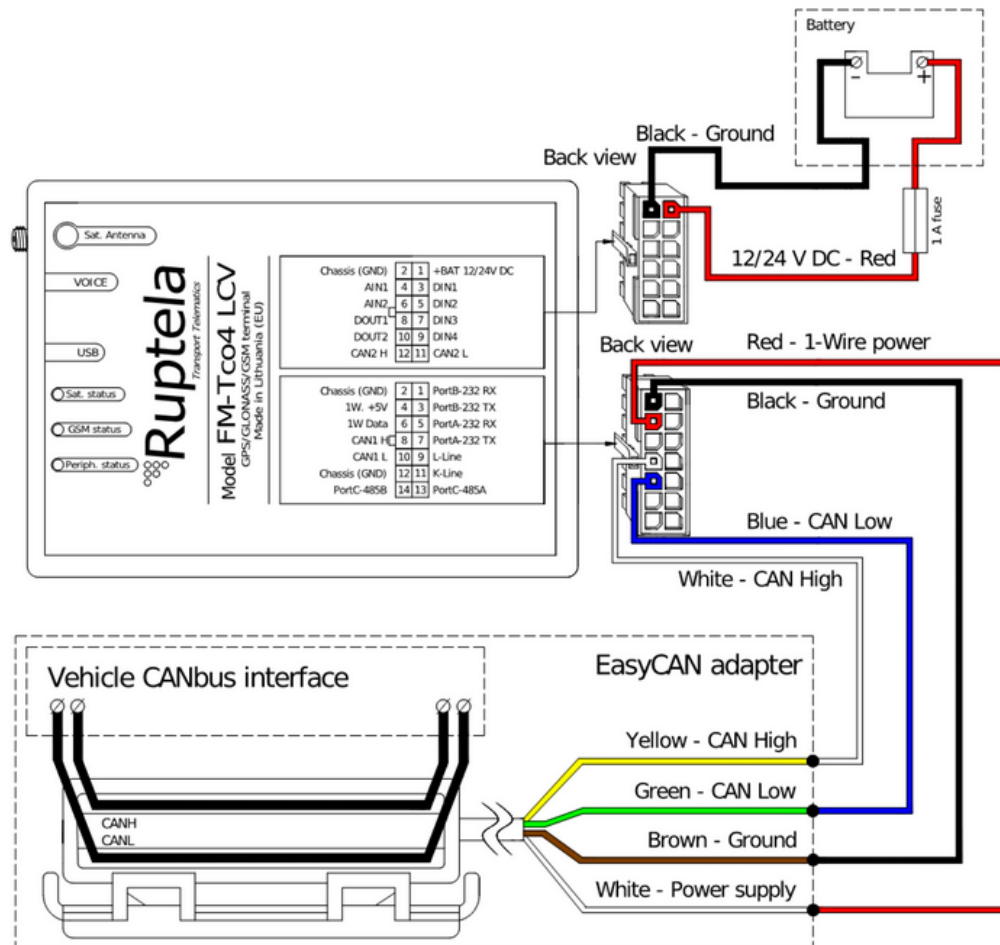 Battery
-
+
Black - Ground
Back view
1 A fuse
12/24 V DC - Red
Sat. Antenna
VOICE
USB
Sat. status
GSM status
Periph. status
Ruptela
Transport Telematics
Model FM-Tco4 LCV
GPS/GLONASS/GSM terminal
Made in Lithuania (EU)
Chassis (GND) 2 1 +BAT 12/24V DC
AIN1 4 3 DIN1
AIN2 6 5 DIN2
DOUT1 8 7 DIN3
DOUT2 10 9 DIN4
CAN2 H 12 11 CAN2 L
Chassis (GND) 2 1 PortB-232 RX
1W. +5V 4 3 PortB-232 TX
1W Data 6 5 PortA-232 RX
CAN1 H 8 7 PortA-232 TX
CAN1 L 10 9 L-Line
Chassis (GND) 12 11 K-Line
PortC-485B 14 13 PortC-485A
Back view
Red - 1-Wire power
Black - Ground
Blue - CAN Low
White - CAN High
Vehicle CANbus interface
EasyCAN adapter
Yellow - CAN High
Green - CAN Low
Brown - Ground
White - Power supply
CANH
CANL